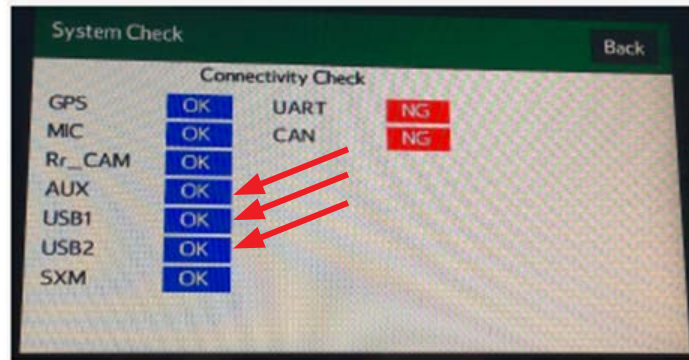 System Check
Back
Connectivity Check
GPS OK UART NG
MIC OK CAN NG
Rr_CAM OK
AUX OK
USB1 OK
USB2 OK
SXM OK